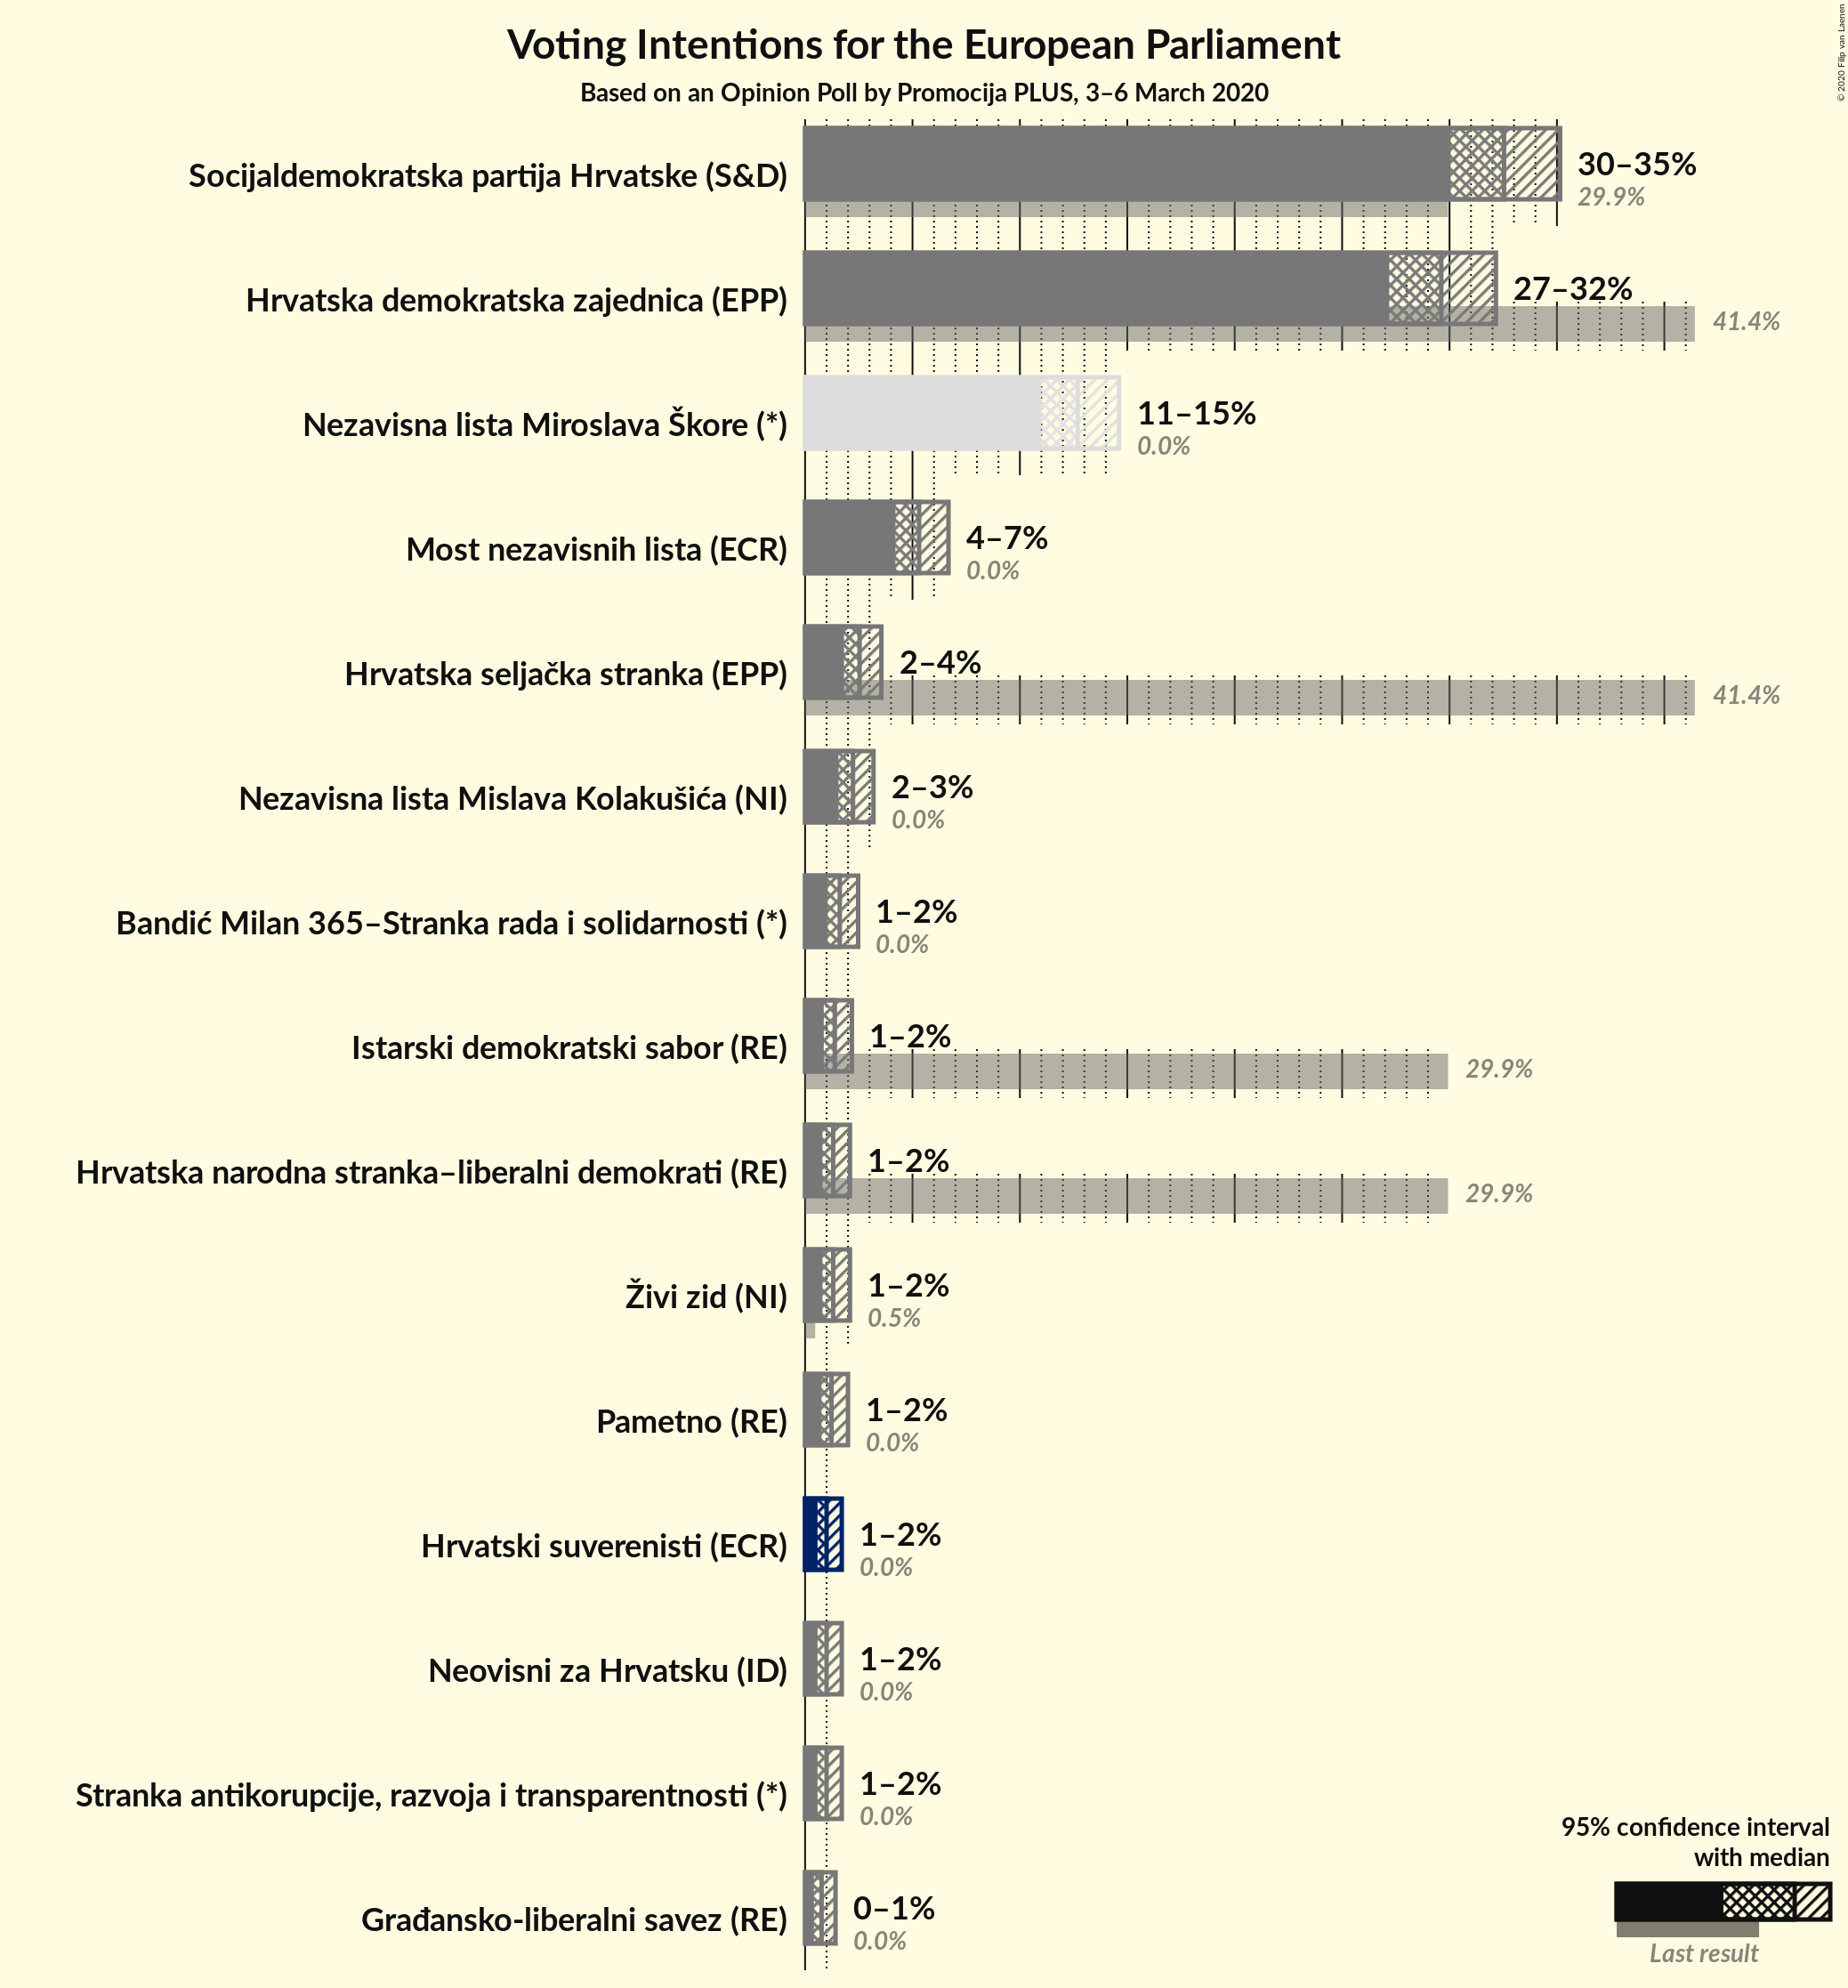 Voting Intentions for the European Parliament
Based on an Opinion Poll by Promocija PLUS, 3–6 March 2020
© 2020 Filip van Laenen
Socijaldemokratska partija Hrvatske (S&D)
30–35%
29.9%
Hrvatska demokratska zajednica (EPP)
27–32%
41.4%
Nezavisna lista Miroslava Škore (*)
11–15%
0.0%
Most nezavisnih lista (ECR)
4–7%
0.0%
Hrvatska seljačka stranka (EPP)
2–4%
41.4%
Nezavisna lista Mislava Kolakušića (NI)
2–3%
0.0%
Bandić Milan 365–Stranka rada i solidarnosti (*)
1–2%
0.0%
Istarski demokratski sabor (RE)
1–2%
29.9%
Hrvatska narodna stranka–liberalni demokrati (RE)
1–2%
29.9%
Živi zid (NI)
1–2%
0.5%
Pametno (RE)
1–2%
0.0%
Hrvatski suverenisti (ECR)
1–2%
0.0%
Neovisni za Hrvatsku (ID)
1–2%
0.0%
Stranka antikorupcije, razvoja i transparentnosti (*)
1–2%
0.0%
Građansko-liberalni savez (RE)
0–1%
0.0%
95% confidence interval
with median
Last result